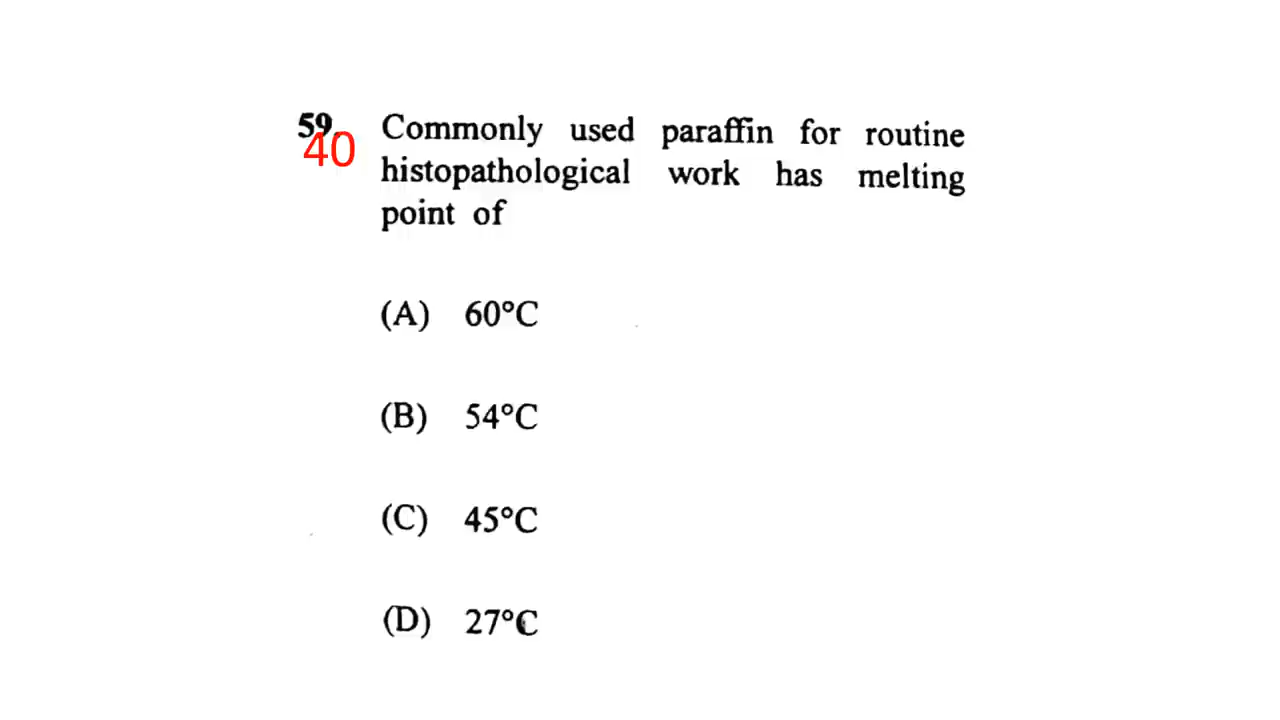 59.
40
Commonly used paraffin for routine
histopathological work has melting
point of
(A) 60°C
(B) 54°C
(C) 45°C
(D) 27°C